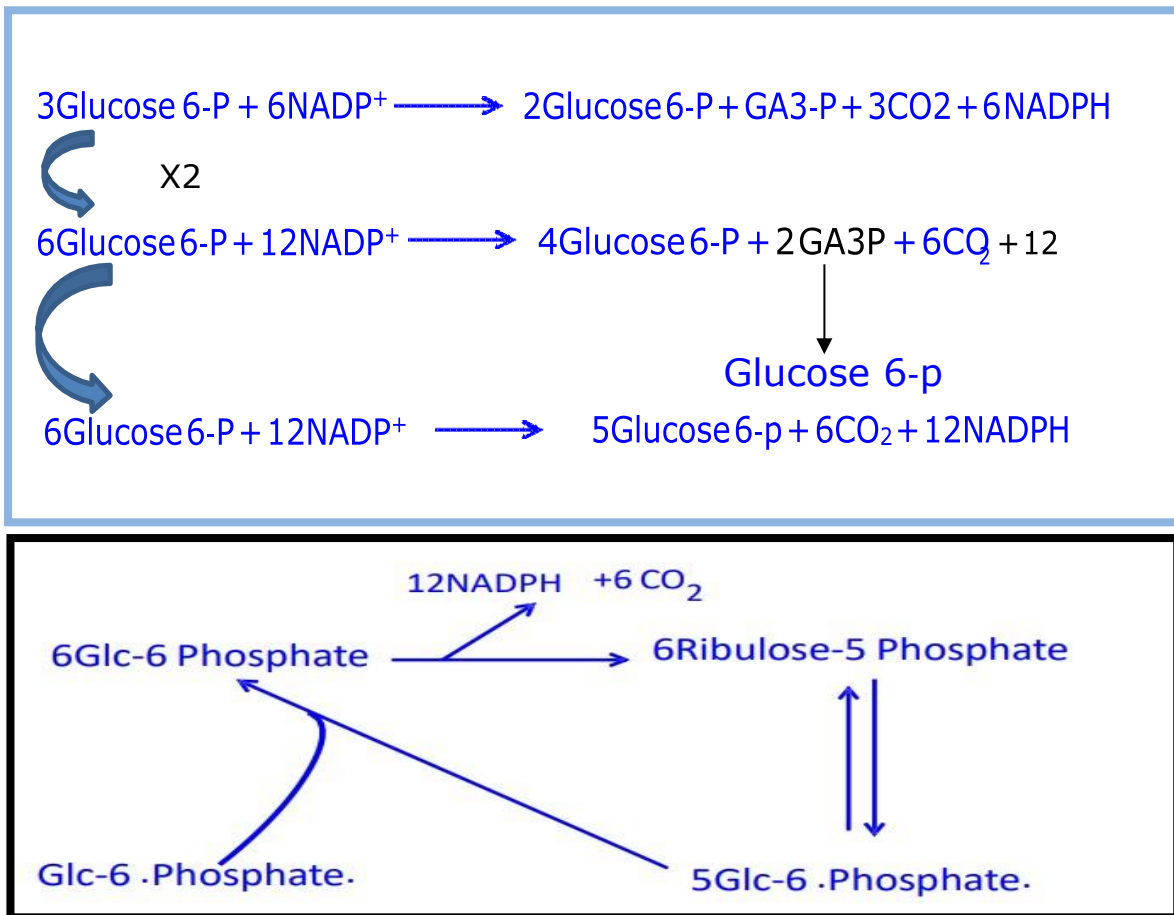 3Glucose 6-P + 6NADP⁺ 2Glucose 6-P + GA3-P + 3CO2 + 6NADPH
X2
6Glucose 6-P + 12NADP⁺ 4Glucose 6-P + 2GA3P + 6CO₂ + 12
Glucose 6-p
6Glucose 6-P + 12NADP⁺ 5Glucose 6-p + 6CO₂ + 12NADPH
12NADPH +6 CO₂
6Glc-6 Phosphate 6Ribulose-5 Phosphate
Glc-6 .Phosphate. 5Glc-6 .Phosphate.